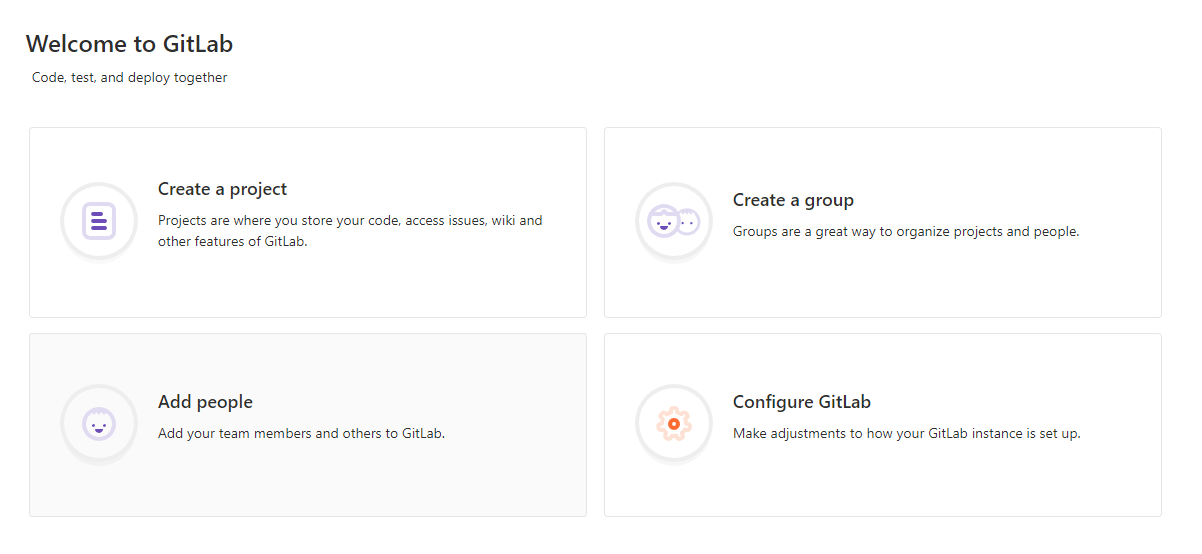 Welcome to GitLab
Code, test, and deploy together
Create a project
Projects are where you store your code, access issues, wiki and
other features of GitLab.
Create a group
Groups are a great way to organize projects and people.
Add people
Add your team members and others to GitLab.
Configure GitLab
Make adjustments to how your GitLab instance is set up.